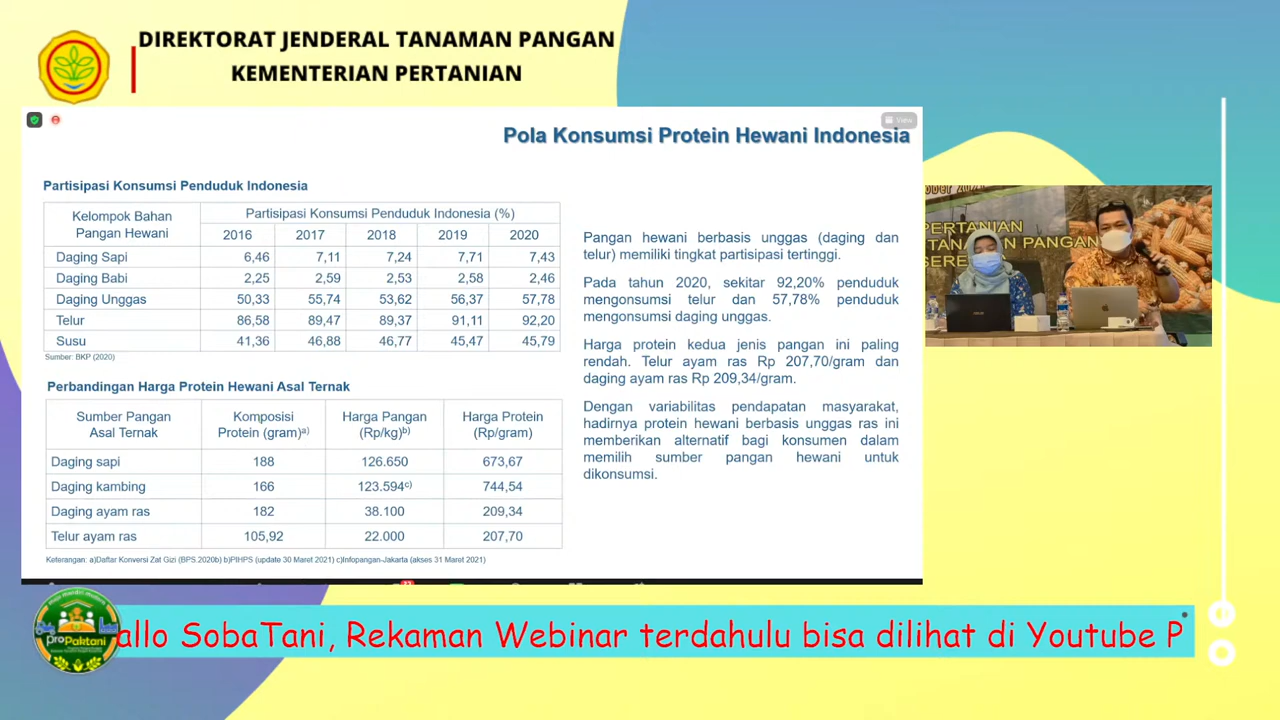 DIREKTORAT JENDERAL TANAMAN PANGAN
KEMENTERIAN PERTANIAN
View
Pola Konsumsi Protein Hewani Indonesia
Partisipasi Konsumsi Penduduk Indonesia
Kelompok Bahan Pangan Hewani Partisipasi Konsumsi Penduduk Indonesia (%)
2016 2017 2018 2019 2020
Daging Sapi 6,46 7,11 7,24 7,71 7,43
Daging Babi 2,25 2,59 2,53 2,58 2,46
Daging Unggas 50,33 55,74 53,62 56,37 57,78
Telur 86,58 89,47 89,37 91,11 92,20
Susu 41,36 46,88 46,77 45,47 45,79
Sumber: BKP (2020)
Perbandingan Harga Protein Hewani Asal Ternak
Sumber Pangan Komposisi Harga Pangan Harga Protein
Asal Ternak Protein (gram)a) (Rp/kg)b) (Rp/gram)
Daging sapi 188 126.650 673,67
Daging kambing 166 123.594c) 744,54
Daging ayam ras 182 38.100 209,34
Telur ayam ras 105,92 22.000 207,70
Keterangan: a)Daftar Konversi Zat Gizi (BPS 2020b) b)PIHPS (update 30 Maret 2021) c)Infopangan-Jakarta (akses 31 Maret 2021)
Pangan hewani berbasis unggas (daging dan
telur) memiliki tingkat partisipasi tertinggi.
Pada tahun 2020, sekitar 92,20% penduduk
mengonsumsi telur dan 57,78% penduduk
mengonsumsi daging unggas.
Harga protein kedua jenis pangan ini paling
rendah. Telur ayam ras Rp 207,70/gram dan
daging ayam ras Rp 209,34/gram.
Dengan variabilitas pendapatan masyarakat,
hadirnya protein hewani berbasis unggas ras ini
memberikan alternatif bagi konsumen dalam
memilih sumber pangan hewani untuk
dikonsumsi.
PERTANIAN
PANGAN
proPaktani
allo SobaTani, Rekaman Webinar terdahulu bisa dilihat di Youtube P